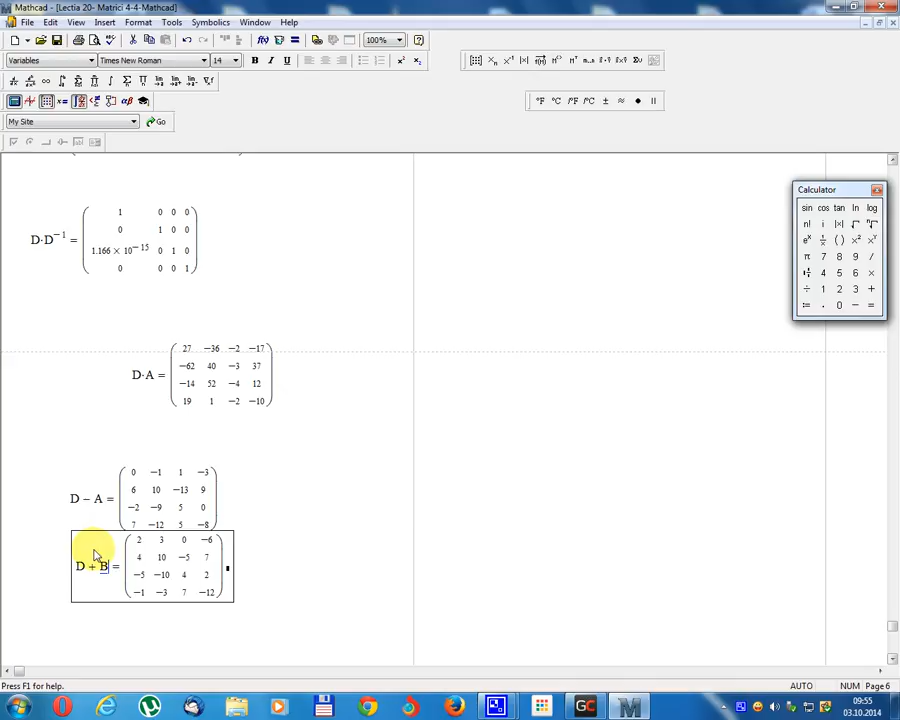 Mathcad - [Lectia 20- Matrici 4-4-Mathcad]
File Edit View Insert Format Tools Symbolics Window Help
100%
Variables Times New Roman 14 B I U
My Site Go
D·D⁻¹ =
1 0 0 0
0 1 0 0
1.166 × 10⁻¹⁵ 0 1 0
0 0 0 1
D·A =
27 −36 −2 −17
−62 40 −3 37
−14 52 −4 12
19 1 −2 −10
D − A =
0 −1 1 −3
6 10 −13 9
−2 −9 5 0
7 −12 5 −8
D + B =
2 3 0 −6
4 10 −5 7
−5 −10 4 2
−1 −3 7 −12
°F °C °F °C ± ≈ ● ॥
Calculator
sin cos tan ln log
n! i |×| √ ⁿ√
eˣ 1/x ( ) x² xʸ
π 7 8 9 /
4 5 6 ×
÷ 1 2 3 +
:= . 0 − =
Press F1 for help.
AUTO NUM Page 6
GC
09:55
03.10.2014